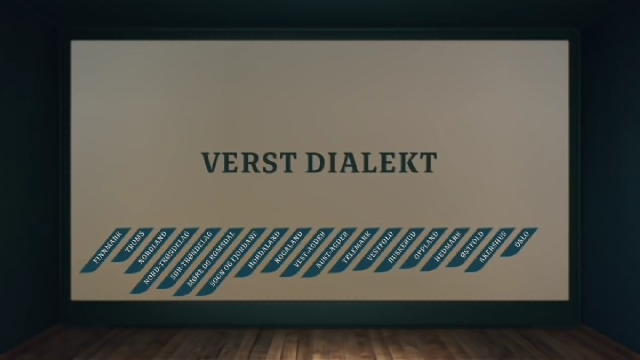 VERST DIALEKT
FINNMARK
TROMS
NORDLAND
NORD-TRØNDELAG
SØR-TRØNDELAG
MØRE OG ROMSDAL
SOGN OG FJORDANE
HORDALAND
ROGALAND
VEST-AGDER
AUST-AGDER
TELEMARK
VESTFOLD
BUSKERUD
OPPLAND
HEDMARK
ØSTFOLD
AKERSHUS
OSLO